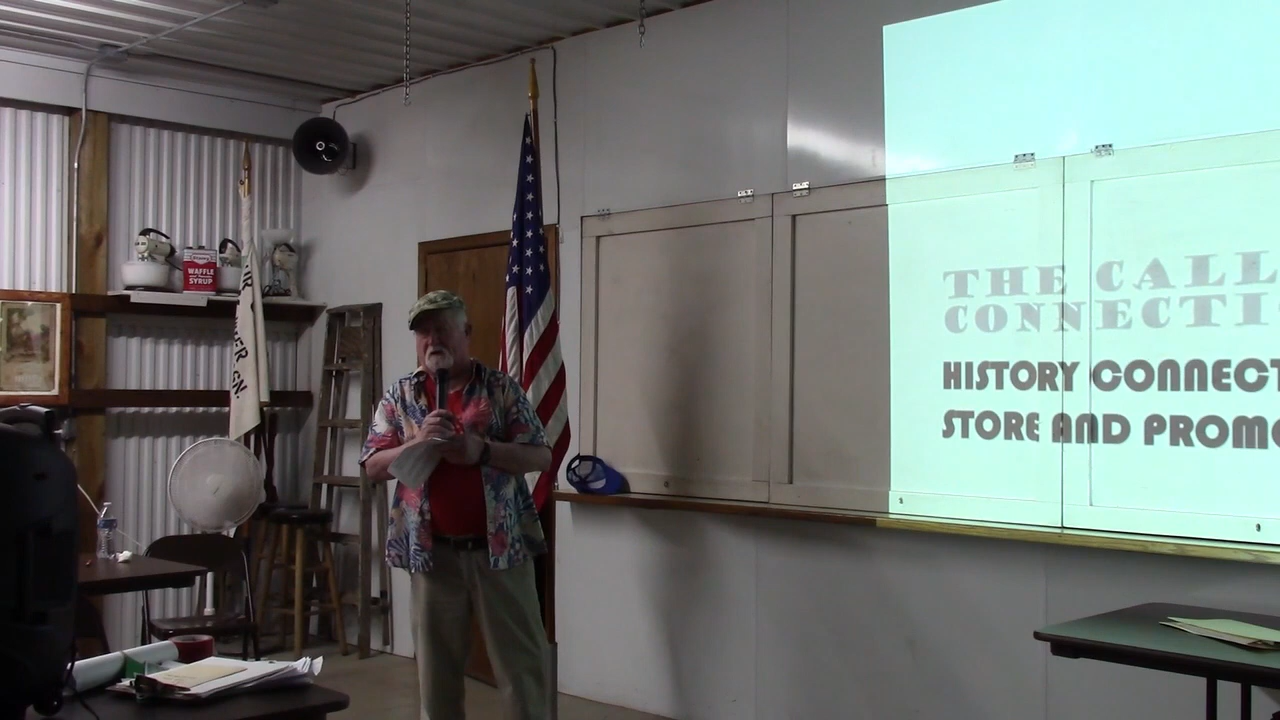 WAFFLE
SYRUP
THE CALL
CONNECTI
HISTORY CONNECT
STORE AND PROMO